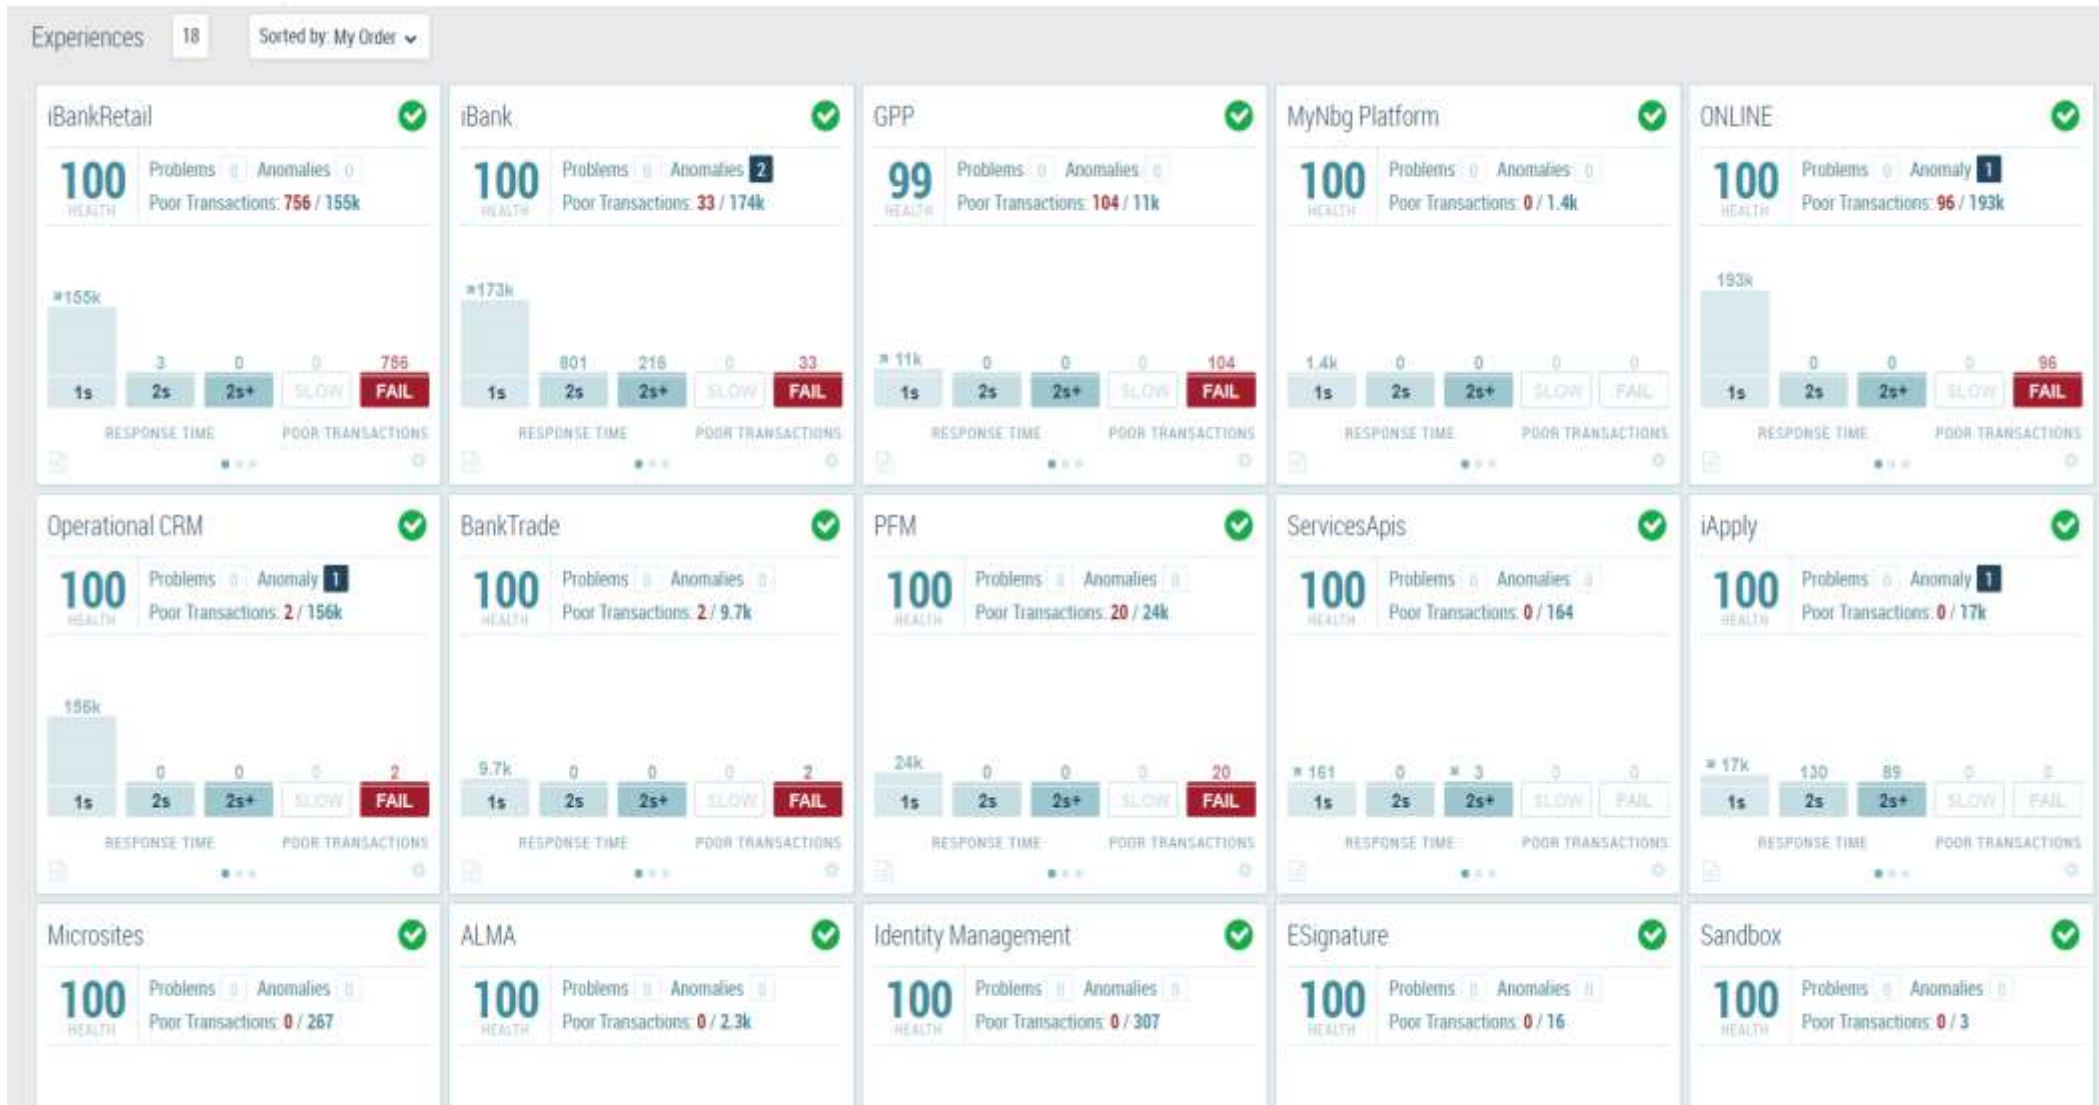 Experiences 18 Sorted by: My Order
iBankRetail
100 HEALTH
Problems 0 Anomalies 0
Poor Transactions: 756 / 155k
155k 3 0 0 756
1s 2s 2s+ SLOW FAIL
RESPONSE TIME POOR TRANSACTIONS
iBank
100 HEALTH
Problems 0 Anomalies 2
Poor Transactions: 33 / 174k
173k 801 216 0 33
1s 2s 2s+ SLOW FAIL
RESPONSE TIME POOR TRANSACTIONS
GPP
99 HEALTH
Problems 0 Anomalies 0
Poor Transactions: 104 / 11k
11k 0 0 0 104
1s 2s 2s+ SLOW FAIL
RESPONSE TIME POOR TRANSACTIONS
MyNbg Platform
100 HEALTH
Problems 0 Anomalies 0
Poor Transactions: 0 / 1.4k
1.4k 0 0 0 0
1s 2s 2s+ SLOW FAIL
RESPONSE TIME POOR TRANSACTIONS
ONLINE
100 HEALTH
Problems 0 Anomaly 1
Poor Transactions: 96 / 193k
193k 0 0 0 96
1s 2s 2s+ SLOW FAIL
RESPONSE TIME POOR TRANSACTIONS
Operational CRM
100 HEALTH
Problems 0 Anomaly 1
Poor Transactions: 2 / 156k
156k 0 0 0 2
1s 2s 2s+ SLOW FAIL
RESPONSE TIME POOR TRANSACTIONS
BankTrade
100 HEALTH
Problems 0 Anomalies 0
Poor Transactions: 2 / 9.7k
9.7k 0 0 0 2
1s 2s 2s+ SLOW FAIL
RESPONSE TIME POOR TRANSACTIONS
PFM
100 HEALTH
Problems 0 Anomalies 0
Poor Transactions: 20 / 24k
24k 0 0 0 20
1s 2s 2s+ SLOW FAIL
RESPONSE TIME POOR TRANSACTIONS
ServicesApis
100 HEALTH
Problems 0 Anomalies 0
Poor Transactions: 0 / 164
161 0 3 0 0
1s 2s 2s+ SLOW FAIL
RESPONSE TIME POOR TRANSACTIONS
iApply
100 HEALTH
Problems 0 Anomaly 1
Poor Transactions: 0 / 17k
17k 130 89 0 0
1s 2s 2s+ SLOW FAIL
RESPONSE TIME POOR TRANSACTIONS
Microsites
100 HEALTH
Problems 0 Anomalies 0
Poor Transactions: 0 / 267
ALMA
100 HEALTH
Problems 0 Anomalies 0
Poor Transactions: 0 / 2.3k
Identity Management
100 HEALTH
Problems 0 Anomalies 0
Poor Transactions: 0 / 307
ESignature
100 HEALTH
Problems 0 Anomalies 0
Poor Transactions: 0 / 16
Sandbox
100 HEALTH
Problems 0 Anomalies 0
Poor Transactions: 0 / 3